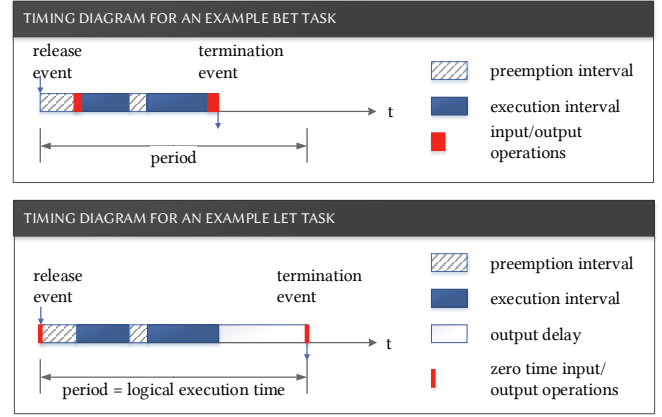 TIMING DIAGRAM FOR AN EXAMPLE BET TASK
release
event
termination
event
t
period
preemption interval
execution interval
input/output
operations
TIMING DIAGRAM FOR AN EXAMPLE LET TASK
release
event
termination
event
t
period = logical execution time
preemption interval
execution interval
output delay
zero time input/
output operations